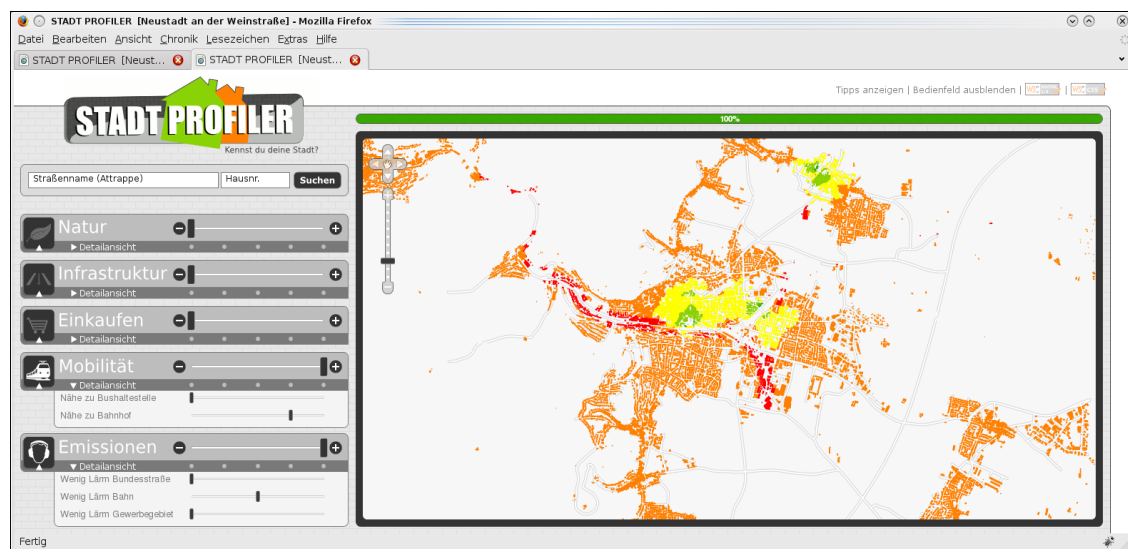 STADT PROFILER [Neustadt an der Weinstraße] - Mozilla Firefox
Datei Bearbeiten Ansicht Chronik Lesezeichen Extras Hilfe
STADT PROFILER [Neust... STADT PROFILER [Neust...
Tipps anzeigen | Bedienfeld ausblenden | W3C | W3C
STADT PROFILER
Kennst du deine Stadt?
100%
Straßenname (Attrappe) Hausnr. Suchen
Natur
Detailansicht
Infrastruktur
Detailansicht
Einkaufen
Detailansicht
Mobilität
Detailansicht
Nähe zu Bushaltestelle
Nähe zu Bahnhof
Emissionen
Detailansicht
Wenig Lärm Bundesstraße
Wenig Lärm Bahn
Wenig Lärm Gewerbegebiet
Fertig